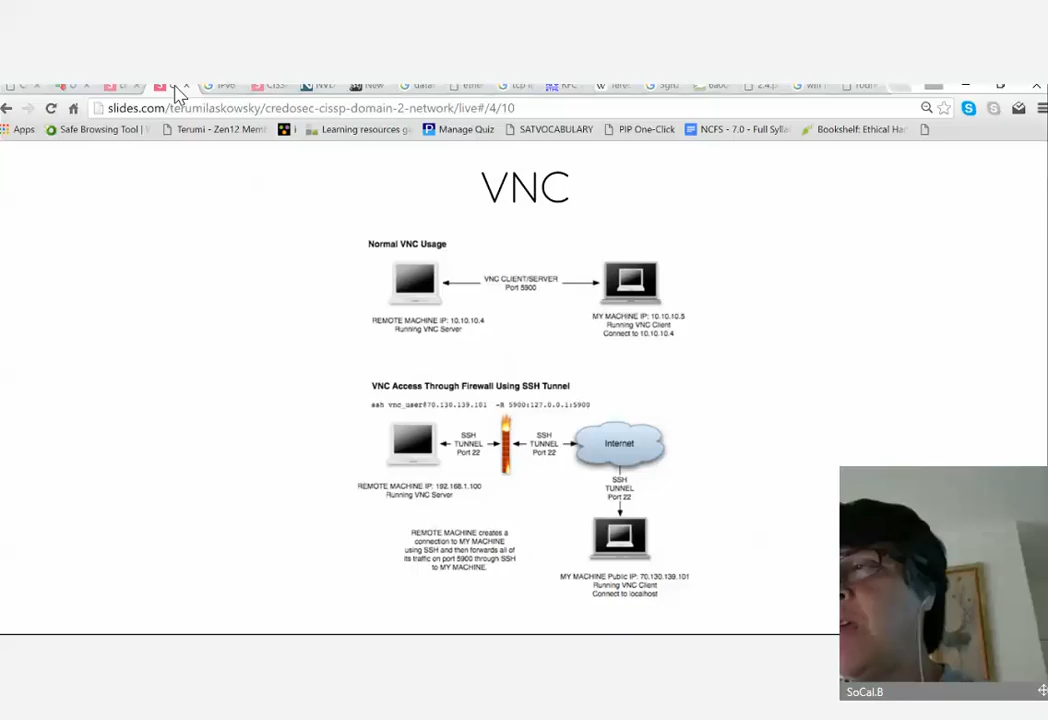 IPv6
CISS
NVL
New
data
slides.com/terumilaskowsky/credosec-cissp-domain-2-network/live#/4/10
Apps Safe Browsing Tool | Terumi - Zen12 Mem Learning resources Manage Quiz SATVOCABULARY PIP One-Click NCFS - 7.0 - Full Sylla Bookshelf: Ethical Ha
VNC
Normal VNC Usage
VNC CLIENT/SERVER
Port 5900
REMOTE MACHINE IP: 10.10.10.4
Running VNC Server
MY MACHINE IP: 10.10.10.5
Running VNC Client
Connect to 10.10.10.4
VNC Access Through Firewall Using SSH Tunnel
ssh vnc_user@70.130.139.101 -R 5900:127.0.0.1:5900
SSH
TUNNEL
Port 22
SSH
TUNNEL
Port 22
Internet
SSH
TUNNEL
Port 22
REMOTE MACHINE IP: 192.168.1.100
Running VNC Server
REMOTE MACHINE creates a
connection to MY MACHINE
using SSH and then forwards all of
its traffic on port 5900 through SSH
to MY MACHINE.
MY MACHINE Public IP: 70.130.139.101
Running VNC Client
Connect to localhost
SoCal.B